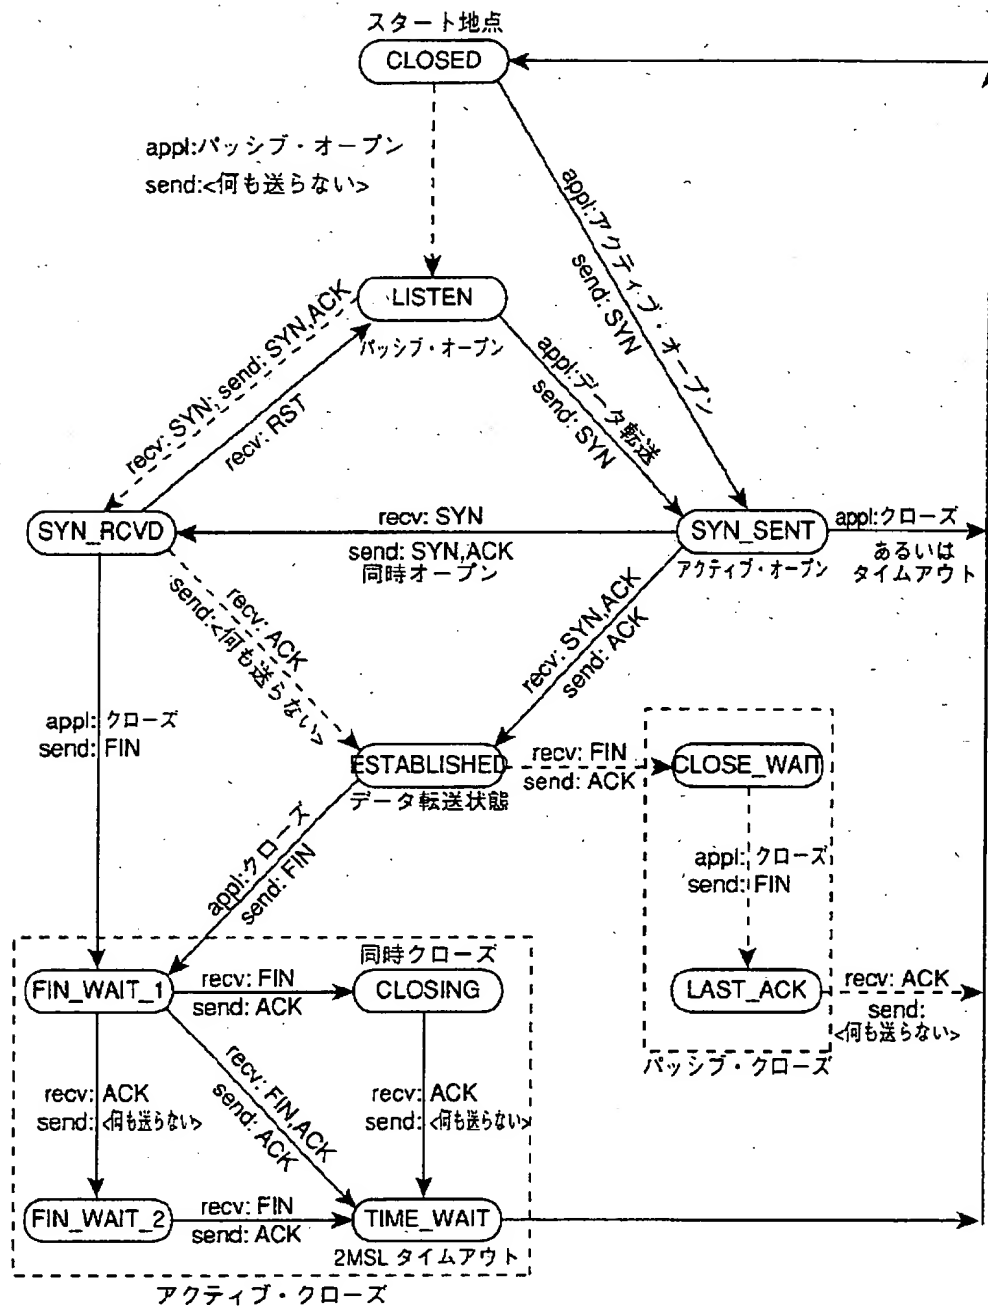 スタート地点
CLOSED
appl:パッシブ・オープン
send:<何も送らない>
appl:アクティブ・オープン
send: SYN
LISTEN
パッシブ・オープン
recv: SYN; send: SYN,ACK
recv: RST
appl:データ転送
send: SYN
SYN_RCVD
recv: SYN
send: SYN,ACK
同時オープン
SYN_SENT
アクティブ・オープン
appl:クローズ
あるいは
タイムアウト
recv: ACK
send:<何も送らない>
recv: SYN,ACK
send: ACK
appl: クローズ
send: FIN
ESTABLISHED
データ転送状態
recv: FIN
send: ACK
CLOSE_WAIT
appl: クローズ
send: FIN
appl:クローズ
send: FIN
同時クローズ
FIN_WAIT_1
recv: FIN
send: ACK
CLOSING
LAST_ACK
recv: ACK
send:
<何も送らない>
パッシブ・クローズ
recv: ACK
send: <何も送らない>
recv: FIN,ACK
send: ACK
recv: ACK
send: <何も送らない>
FIN_WAIT_2
recv: FIN
send: ACK
TIME_WAIT
2MSL タイムアウト
アクティブ・クローズ